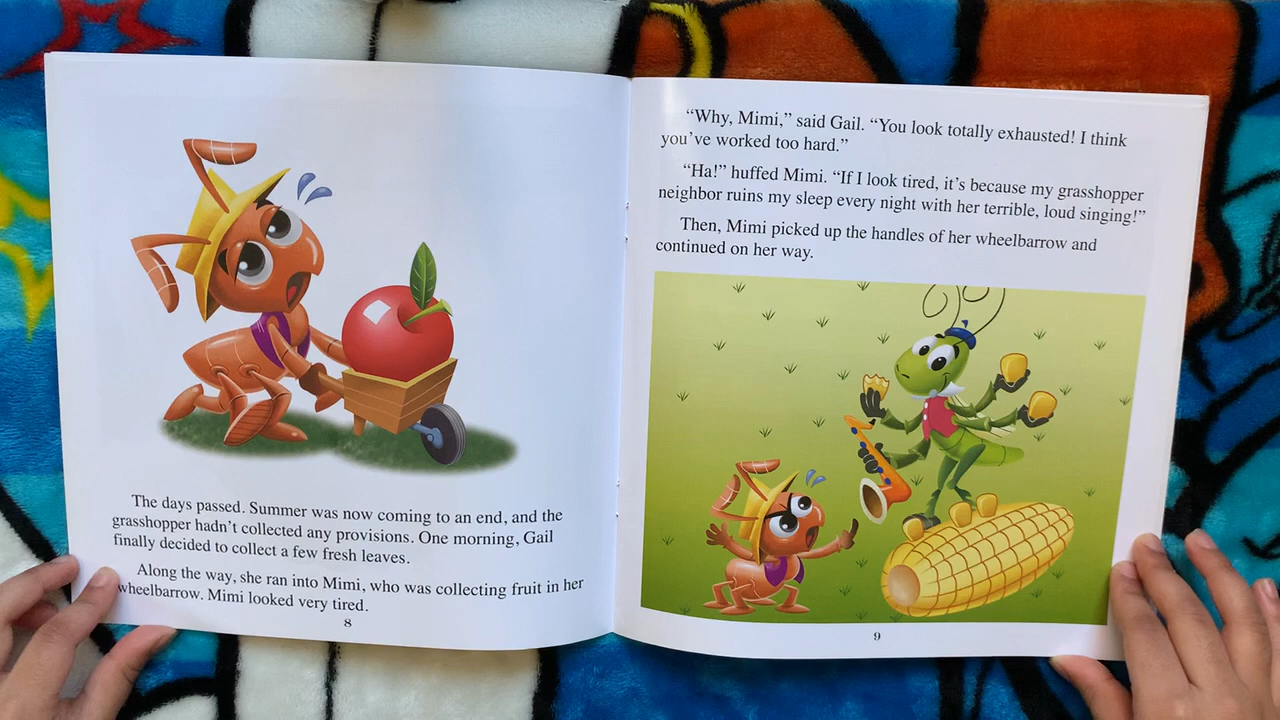 The days passed. Summer was now coming to an end, and the
grasshopper hadn’t collected any provisions. One morning, Gail
finally decided to collect a few fresh leaves.
Along the way, she ran into Mimi, who was collecting fruit in her
wheelbarrow. Mimi looked very tired.
8
“Why, Mimi,” said Gail. “You look totally exhausted! I think
you’ve worked too hard.”
“Ha!” huffed Mimi. “If I look tired, it’s because my grasshopper
neighbor ruins my sleep every night with her terrible, loud singing!”
Then, Mimi picked up the handles of her wheelbarrow and
continued on her way.
9